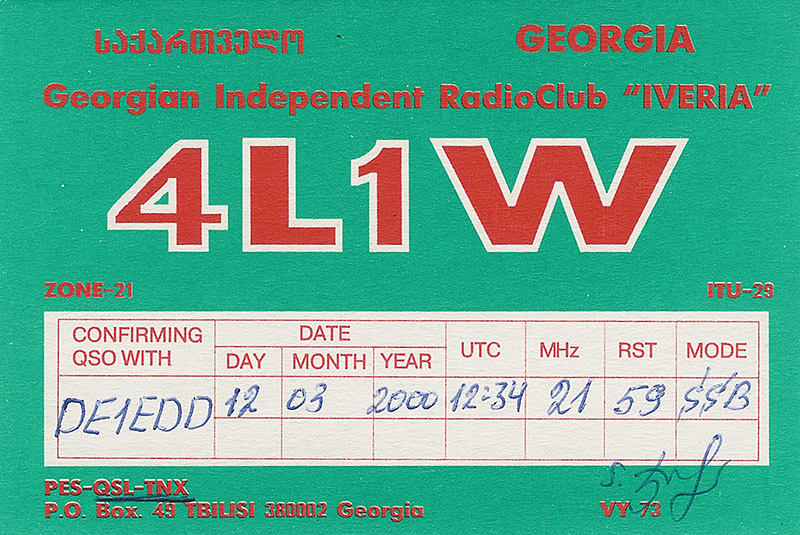 საქართველო GEORGIA
Georgian Independent RadioClub "IVERIA"
4L1W
ZONE-21 ITU-29
CONFIRMING QSO WITH DATE DAY MONTH YEAR UTC MHz RST MODE
DE1EDD 12 03 2000 12:34 21 59 SSB
PES-QSL-TNX
P.O. Box. 49 TBILISI 380002 Georgia VY-73